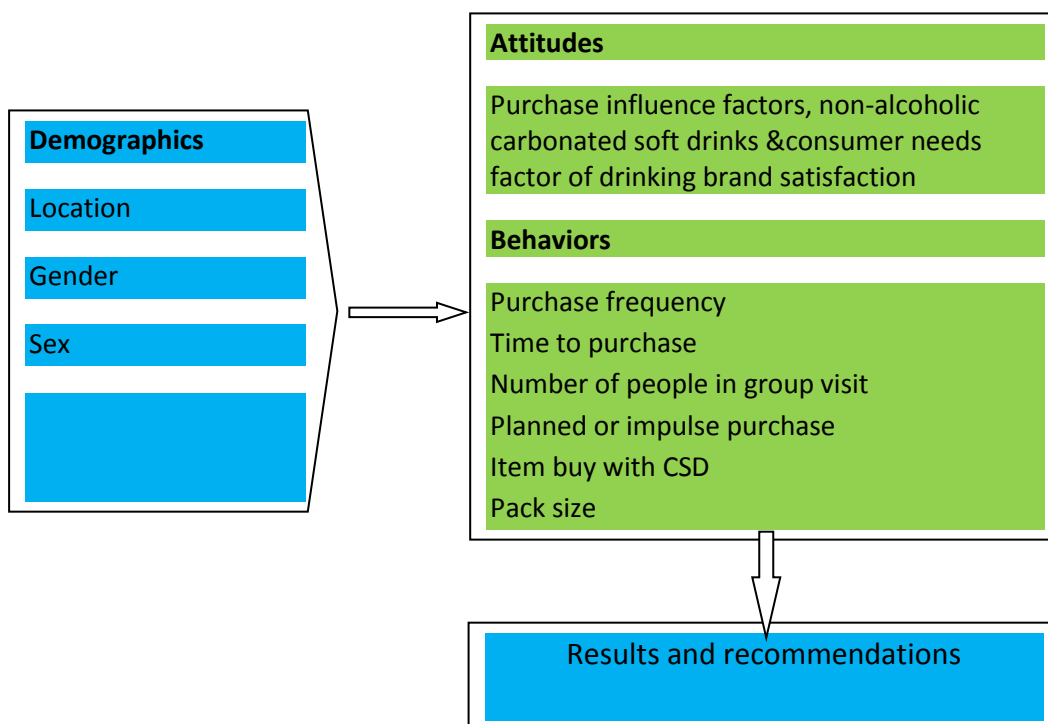 Demographics
Location
Gender
Sex
Attitudes
Purchase influence factors, non-alcoholic
carbonated soft drinks &consumer needs
factor of drinking brand satisfaction
Behaviors
Purchase frequency
Time to purchase
Number of people in group visit
Planned or impulse purchase
Item buy with CSD
Pack size
Results and recommendations